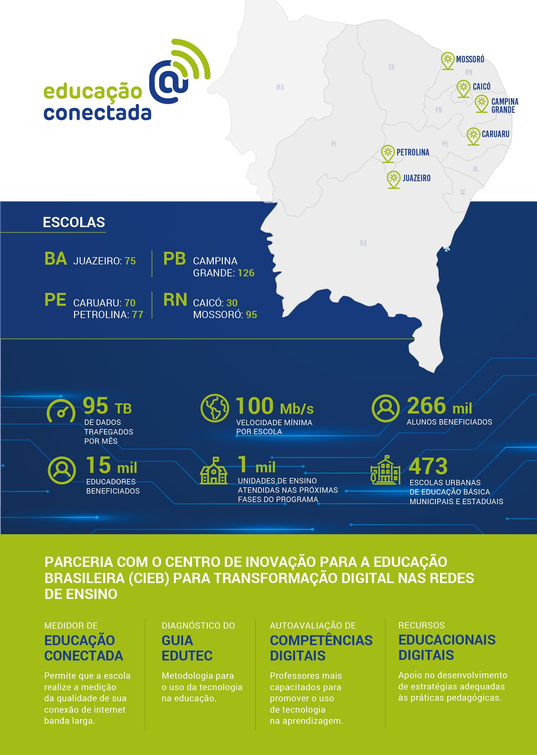 educação
conectada
MA
CE
PI
RN
PB
PE
AL
SE
BA
MOSSORÓ
CAICÓ
CAMPINA
GRANDE
CARUARU
PETROLINA
JUAZEIRO
ESCOLAS
BA JUAZEIRO: 75
PB CAMPINA
GRANDE: 126
PE CARUARU: 70
PETROLINA: 77
RN CAICÓ: 30
MOSSORÓ: 95
95 TB
DE DADOS
TRAFEGADOS
POR MÊS
100 Mb/s
VELOCIDADE MÍNIMA
POR ESCOLA
266 mil
ALUNOS BENEFICIADOS
15 mil
EDUCADORES
BENEFICIADOS
1 mil
UNIDADES DE ENSINO
ATENDIDAS NAS PRÓXIMAS
FASES DO PROGRAMA
473
ESCOLAS URBANAS
DE EDUCAÇÃO BÁSICA
MUNICIPAIS E ESTADUAIS
PARCERIA COM O CENTRO DE INOVAÇÃO PARA A EDUCAÇÃO
BRASILEIRA (CIEB) PARA TRANSFORMAÇÃO DIGITAL NAS REDES
DE ENSINO
MEDIDOR DE
EDUCAÇÃO
CONECTADA
Permite que a escola
realize a medição
da qualidade de sua
conexão de internet
banda larga.
DIAGNÓSTICO DO
GUIA
EDUTEC
Metodologia para
o uso da tecnologia
na educação.
AUTOAVALIAÇÃO DE
COMPETÊNCIAS
DIGITAIS
Professores mais
capacitados para
promover o uso
de tecnologia
na aprendizagem.
RECURSOS
EDUCACIONAIS
DIGITAIS
Apoio no desenvolvimento
de estratégias adequadas
às práticas pedagógicas.